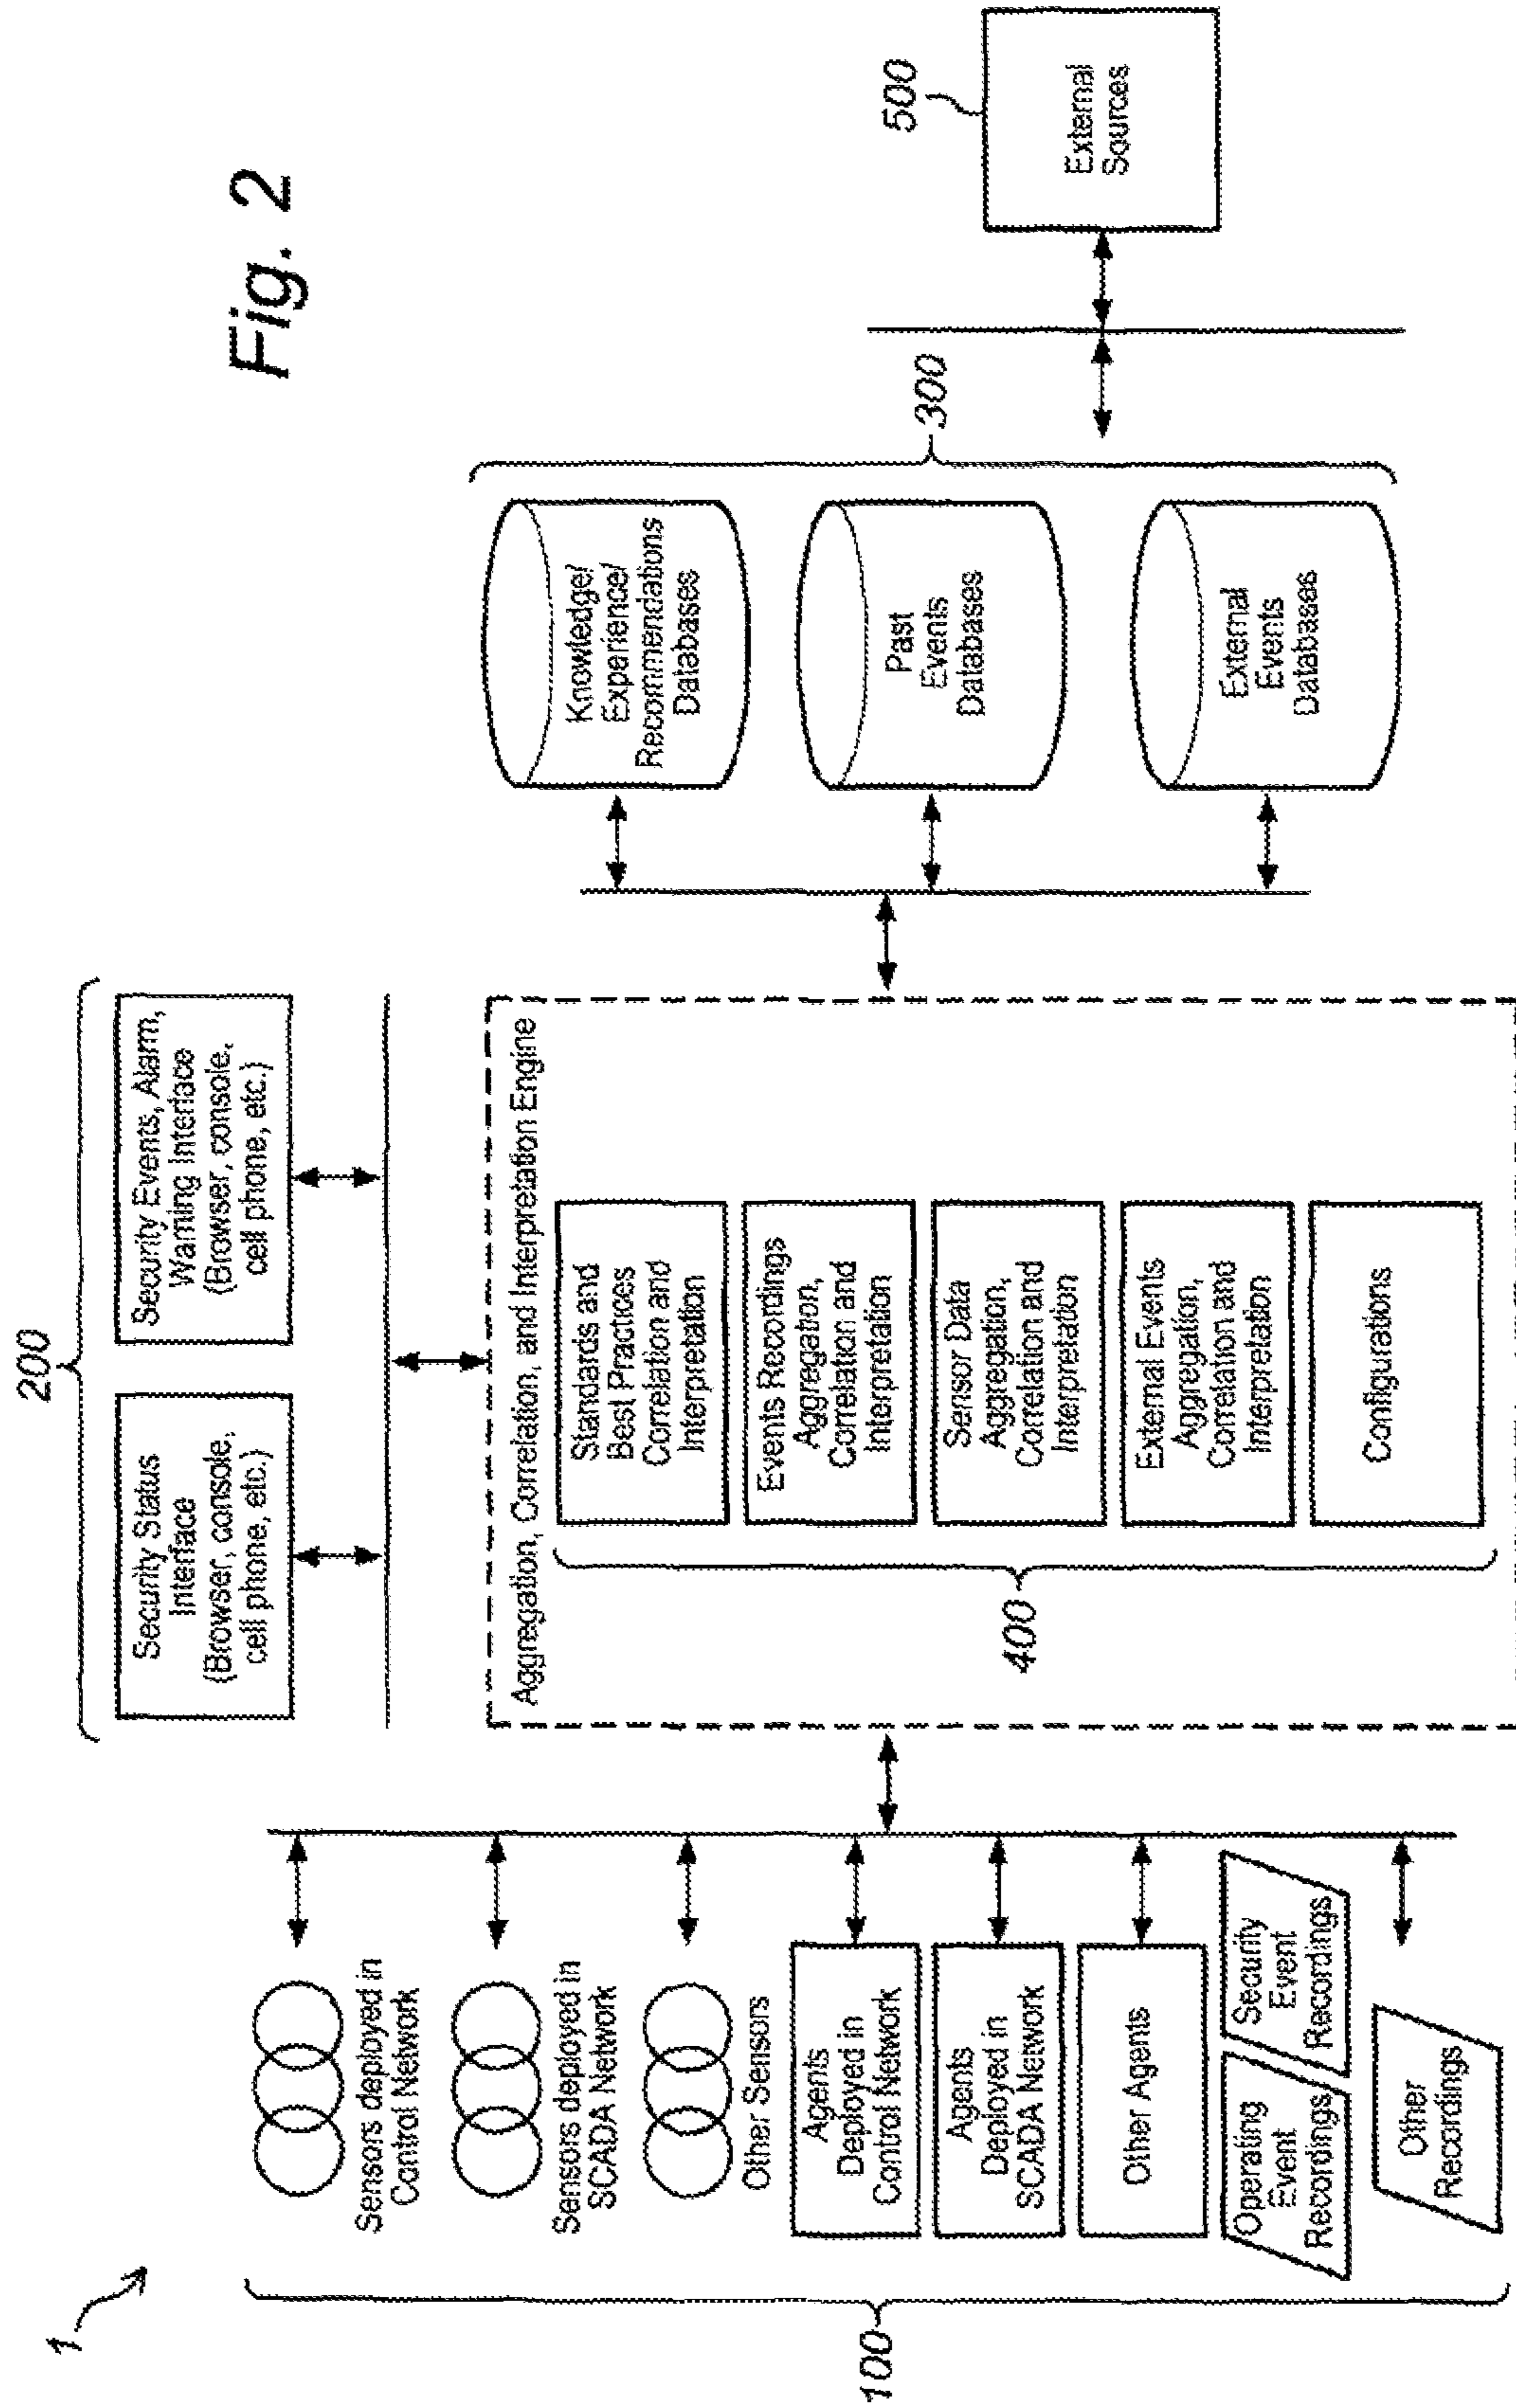 Fig. 2
1
200
Security Status
Interface
(Browser, console,
cell phone, etc.)
Security Events, Alarm,
Warning Interface
(Browser, console,
cell phone, etc.)
100
Sensors deployed in
Control Network
Sensors deployed in
SCADA Network
Other Sensors
Agents
Deployed in
Control Network
Agents
Deployed in
SCADA Network
Other Agents
Operating
Event
Recordings
Security
Event
Recordings
Other
Recordings
Aggregation, Correlation, and Interpretation Engine
400
Standards and
Best Practices
Correlation and
Interpretation
Events Recordings
Aggregation,
Correlation and
Interpretation
Sensor Data
Aggregation,
Correlation and
Interpretation
External Events
Aggregation,
Correlation and
Interpretation
Configurations
300
Knowledge/
Experience/
Recommendations
Databases
Past
Events
Databases
External
Events
Databases
500
External
Sources